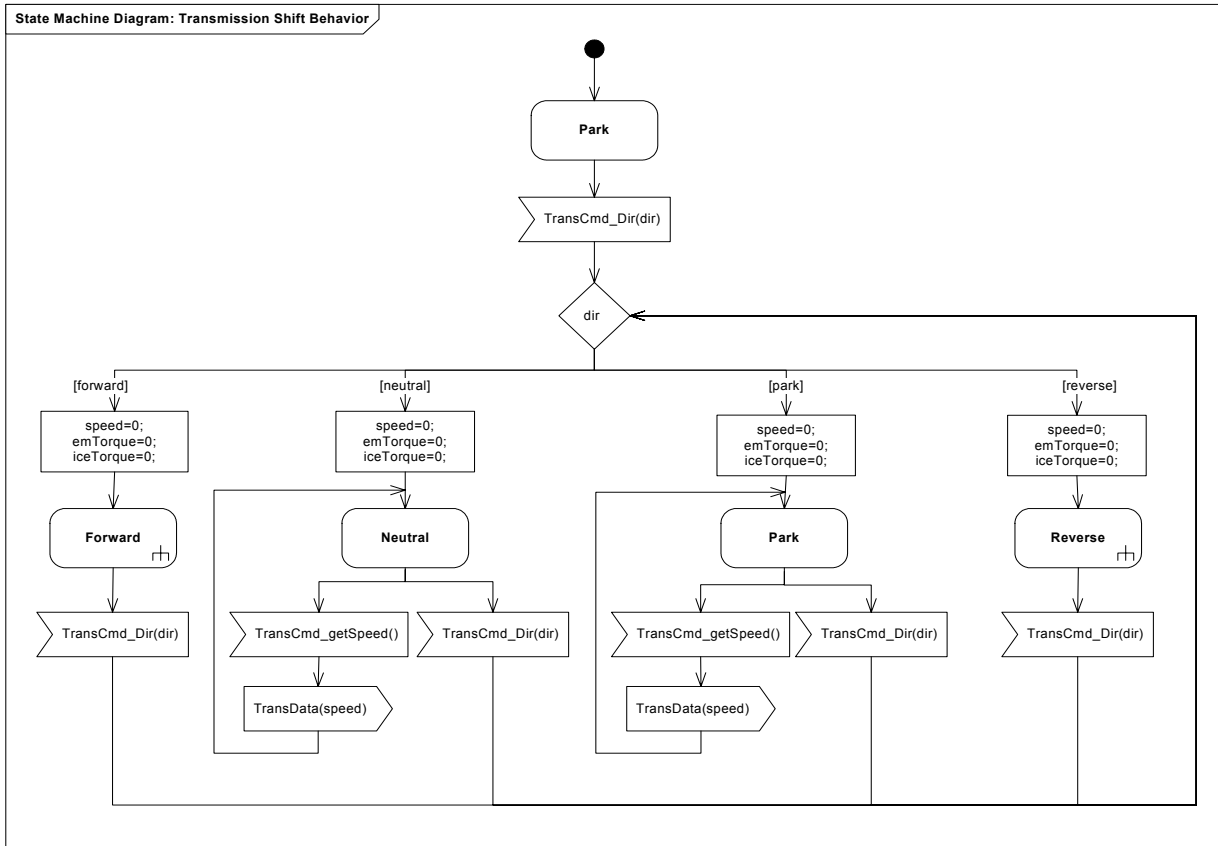 State Machine Diagram: Transmission Shift Behavior
Park
TransCmd_Dir(dir)
dir
[forward]
[neutral]
[park]
[reverse]
speed=0;
emTorque=0;
iceTorque=0;
speed=0;
emTorque=0;
iceTorque=0;
speed=0;
emTorque=0;
iceTorque=0;
speed=0;
emTorque=0;
iceTorque=0;
Forward
Neutral
Park
Reverse
TransCmd_Dir(dir)
TransCmd_getSpeed()
TransCmd_Dir(dir)
TransCmd_getSpeed()
TransCmd_Dir(dir)
TransCmd_Dir(dir)
TransData(speed)
TransData(speed)